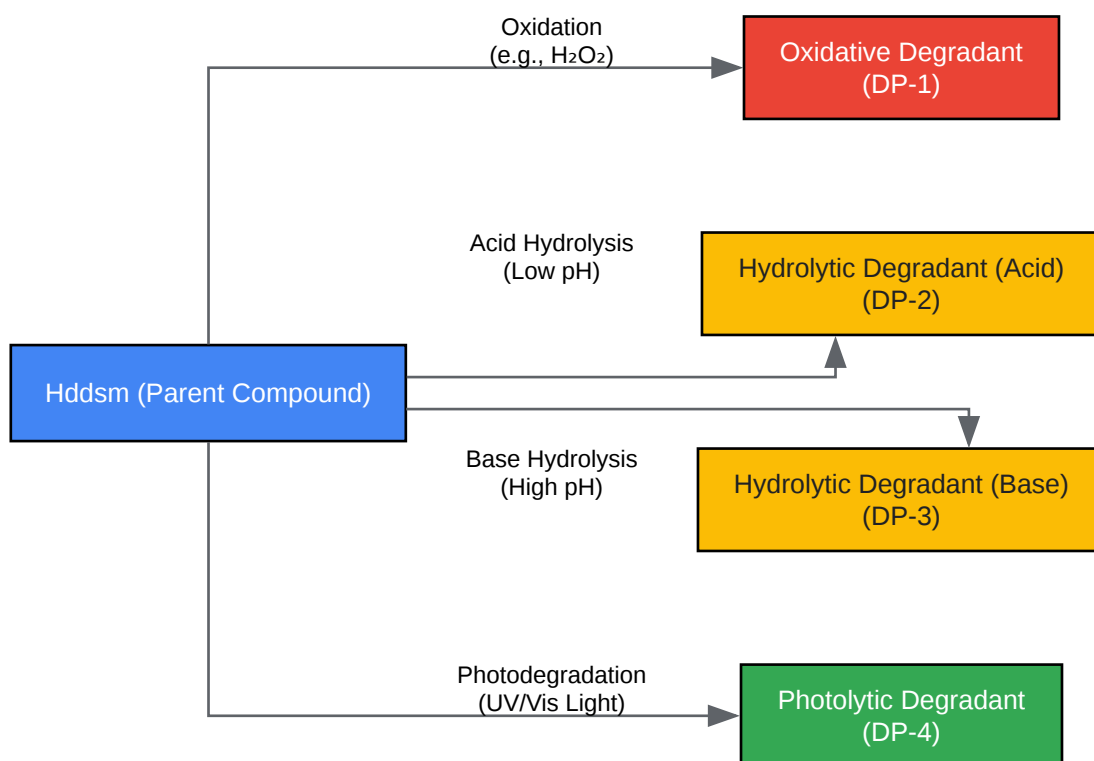 Oxidation
(e.g., H₂O₂)
Oxidative Degradant
(DP-1)
Acid Hydrolysis
(Low pH)
Hydrolytic Degradant (Acid)
(DP-2)
Hddsm (Parent Compound)
Base Hydrolysis
(High pH)
Hydrolytic Degradant (Base)
(DP-3)
Photodegradation
(UV/Vis Light)
Photolytic Degradant
(DP-4)